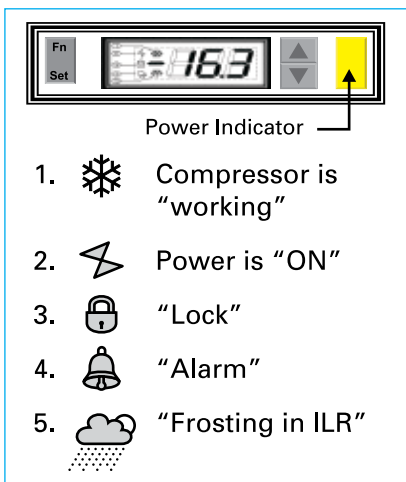 Fn
Set
-16.3
Power Indicator
1. Compressor is
“working”
2. Power is “ON”
3. “Lock”
4. “Alarm”
5. “Frosting in ILR”